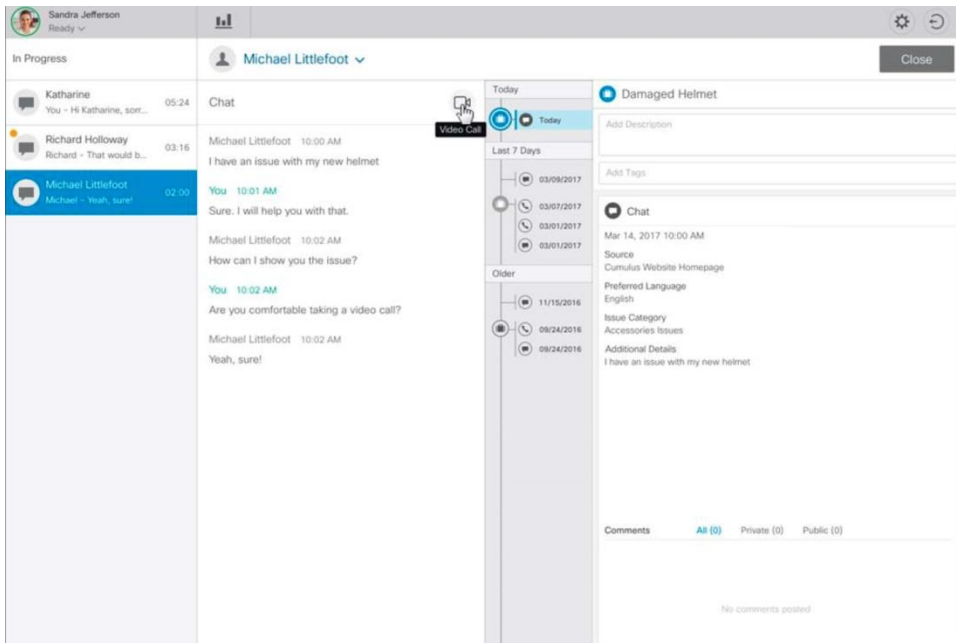 Sandra Jefferson
Ready
In Progress
Michael Littlefoot
Close
Katharine
You - Hi Katharine, sorr...
05:24
Richard Holloway
Richard - That would b...
03:16
Michael Littlefoot
Michael - Yeah, sure!
02:00
Chat
Video Call
Michael Littlefoot 10:00 AM
I have an issue with my new helmet
You 10:01 AM
Sure. I will help you with that.
Michael Littlefoot 10:02 AM
How can I show you the issue?
You 10:02 AM
Are you comfortable taking a video call?
Michael Littlefoot 10:02 AM
Yeah, sure!
Today
Today
Last 7 Days
03/09/2017
03/07/2017
03/01/2017
03/01/2017
Older
11/15/2016
09/24/2016
09/24/2016
Damaged Helmet
Add Description
Add Tags
Chat
Mar 14, 2017 10:00 AM
Source
Cumulus Website Homepage
Preferred Language
English
Issue Category
Accessories Issues
Additional Details
I have an issue with my new helmet
Comments All (0) Private (0) Public (0)
No comments posted